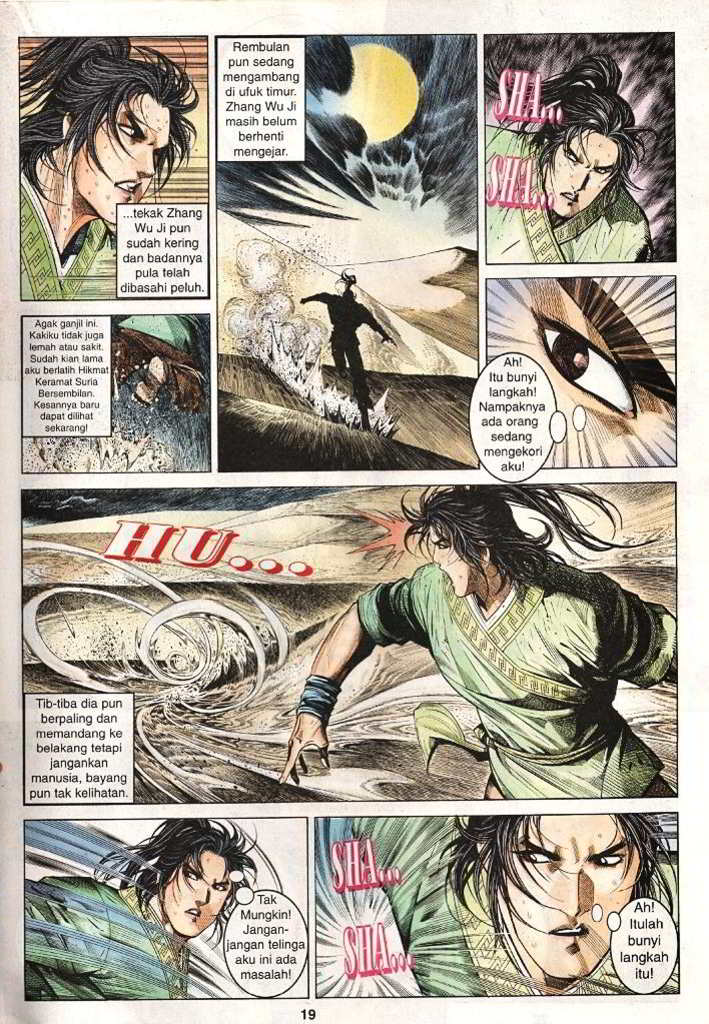 ...tekak Zhang
Wu Ji pun
sudah kering
dan badannya
pula telah
dibasahi peluh.
Rembulan
pun sedang
mengambang
di ufuk timur.
Zhang Wu Ji
masih belum
berhenti
mengejar.
SHA...
SHA...
Agak ganjil ini.
Kakiku tidak juga
lemah atau sakit.
Sudah kian lama
aku berlatih Hikmat
Keramat Suria
Bersembilan.
Kesannya baru
dapat dilihat
sekarang!
Ah!
Itu bunyi
langkah!
Nampaknya
ada orang
sedang
mengekori
aku!
HU...
Tib-tiba dia pun
berpaling dan
memandang ke
belakang tetapi
jangankan
manusia, bayang
pun tak kelihatan.
Tak
Mungkin!
Jangan-
jangan telinga
aku ini ada
masalah!
SHA...
SHA...
Ah!
Itulah
bunyi
langkah
itu!
19